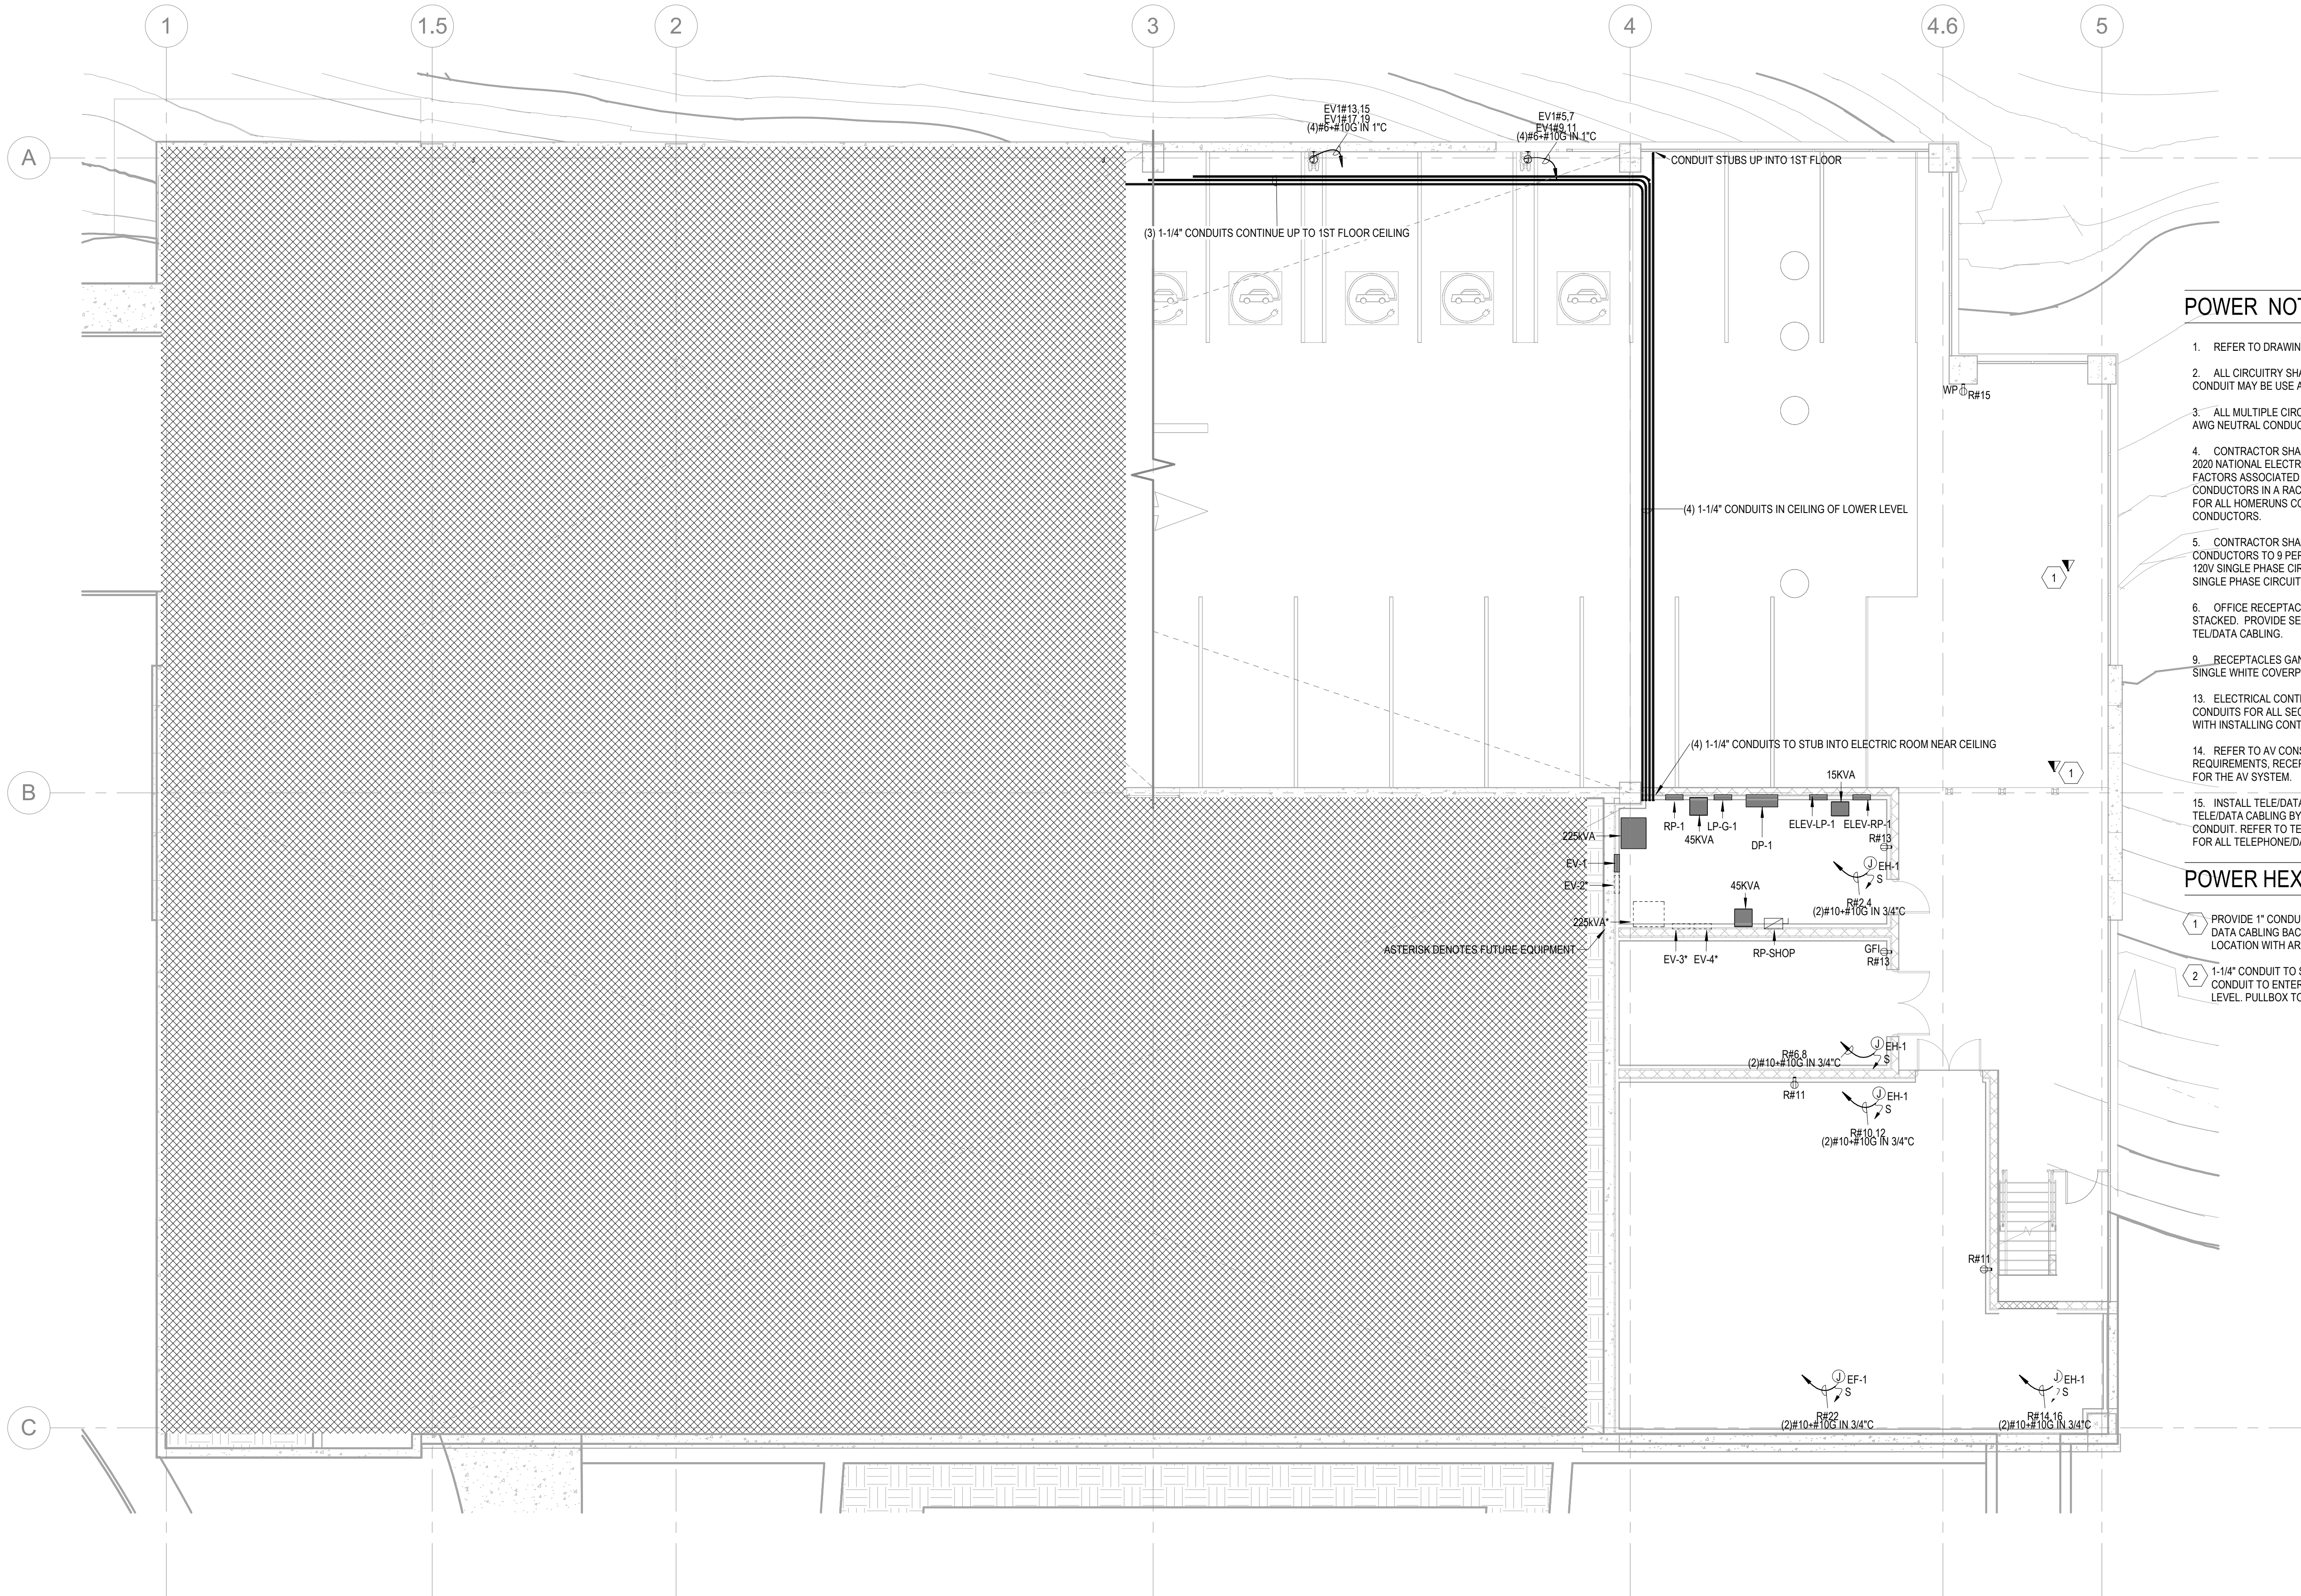 1
1.5
2
3
4
4.6
5
A
B
C
EV1#13,15
EV1#17,19
(4)#6+#10G IN 1"C
EV1#5,7
EV1#9,11
(4)#6+#10G IN 1"C
CONDUIT STUBS UP INTO 1ST FLOOR
(3) 1-1/4" CONDUITS CONTINUE UP TO 1ST FLOOR CEILING
WP
R#15
(4) 1-1/4" CONDUITS IN CEILING OF LOWER LEVEL
1
1
(4) 1-1/4" CONDUITS TO STUB INTO ELECTRIC ROOM NEAR CEILING
15KVA
RP-1
45KVA
LP-G-1
DP-1
ELEV-LP-1
ELEV-RP-1
R#13
225kVA
EV-1
EV-2*
J
EH-1
S
R#2,4
(2)#10+#10G IN 3/4"C
45KVA
225kVA*
ASTERISK DENOTES FUTURE EQUIPMENT
EV-3*
EV-4*
RP-SHOP
GFI
R#13
J
EH-1
S
R#6,8
(2)#10+#10G IN 3/4"C
R#11
J
EH-1
S
R#10,12
(2)#10+#10G IN 3/4"C
R#11
J
EF-1
S
R#22
(2)#10+#10G IN 3/4"C
J
EH-1
S
R#14,16
(2)#10+#10G IN 3/4"C
POWER NO
1. REFER TO DRAWIN
2. ALL CIRCUITRY SHA
CONDUIT MAY BE USE A
3. ALL MULTIPLE CIRC
AWG NEUTRAL CONDUC
4. CONTRACTOR SHA
2020 NATIONAL ELECTR
FACTORS ASSOCIATED
CONDUCTORS IN A RAC
FOR ALL HOMERUNS CO
CONDUCTORS.
5. CONTRACTOR SHA
CONDUCTORS TO 9 PER
120V SINGLE PHASE CIR
SINGLE PHASE CIRCUIT
6. OFFICE RECEPTAC
STACKED. PROVIDE SE
TEL/DATA CABLING.
9. RECEPTACLES GAN
SINGLE WHITE COVERP
13. ELECTRICAL CONT
CONDUITS FOR ALL SEC
WITH INSTALLING CONT
14. REFER TO AV CONS
REQUIREMENTS, RECEP
FOR THE AV SYSTEM.
15. INSTALL TELE/DATA
TELE/DATA CABLING BY
CONDUIT. REFER TO TE
FOR ALL TELEPHONE/DA
POWER HEX
1 PROVIDE 1" CONDU
DATA CABLING BAC
LOCATION WITH AR
2 1-1/4" CONDUIT TO S
CONDUIT TO ENTER
LEVEL. PULLBOX TO